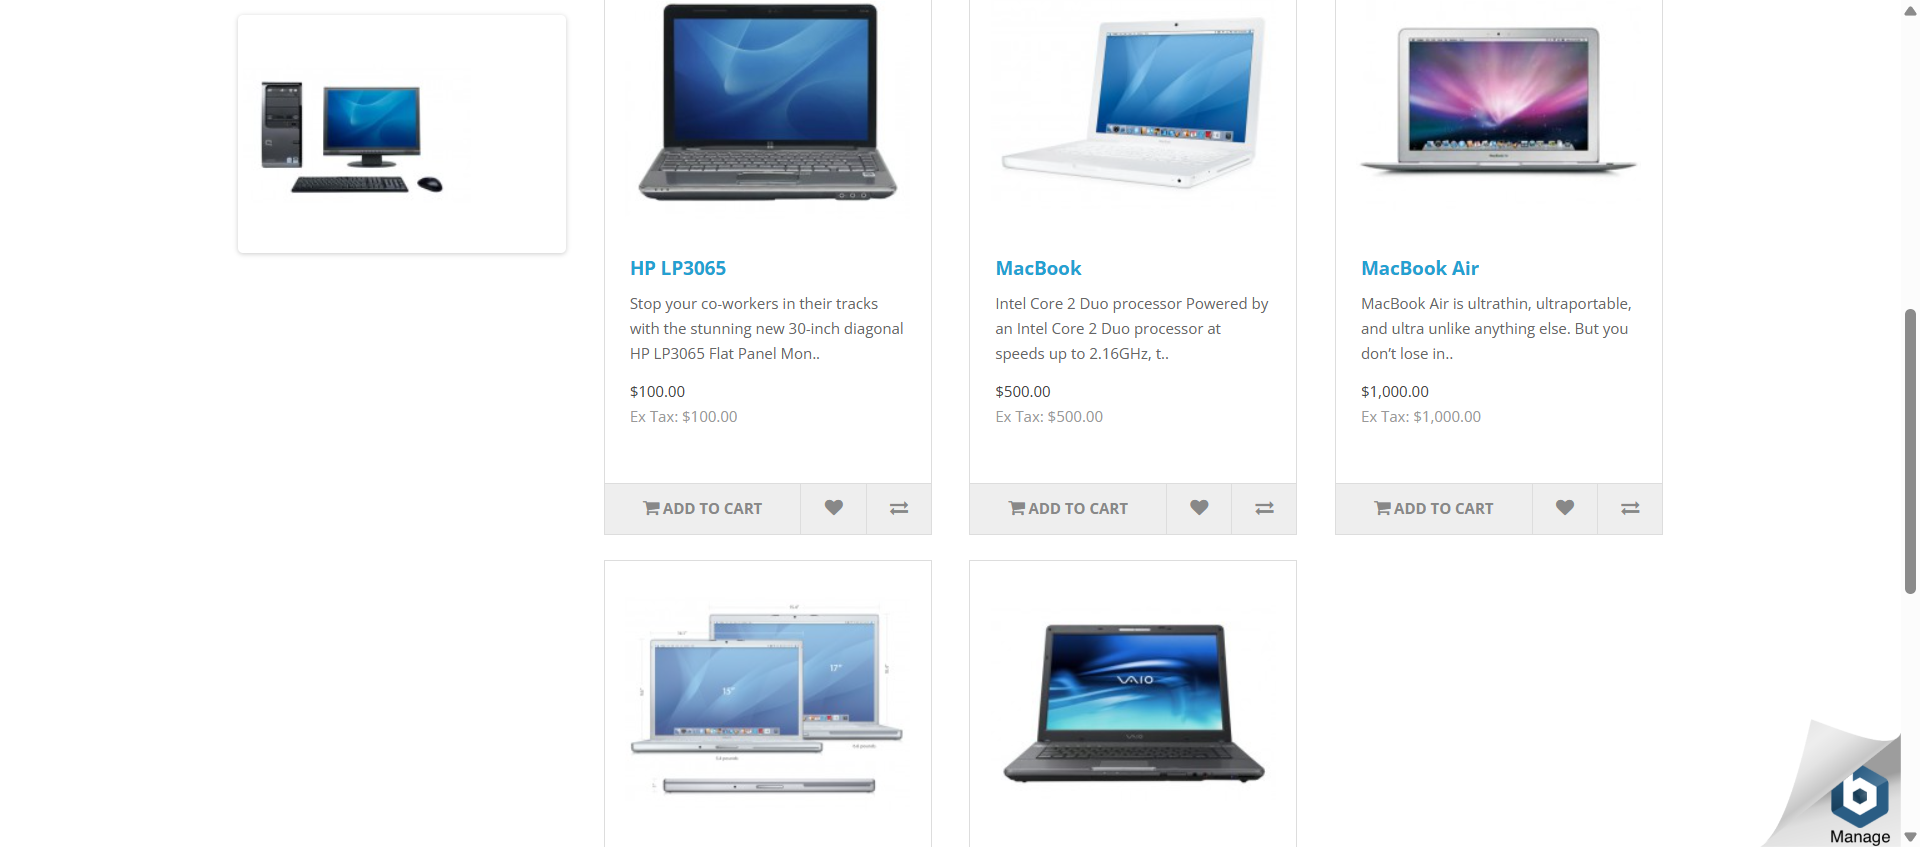 HP LP3065
Stop your co-workers in their tracks
with the stunning new 30-inch diagonal
HP LP3065 Flat Panel Mon..
$100.00
Ex Tax: $100.00
ADD TO CART
MacBook
Intel Core 2 Duo processor Powered by
an Intel Core 2 Duo processor at
speeds up to 2.16GHz, t..
$500.00
Ex Tax: $500.00
ADD TO CART
MacBook Air
MacBook Air is ultrathin, ultraportable,
and ultra unlike anything else. But you
don’t lose in..
$1,000.00
Ex Tax: $1,000.00
ADD TO CART
17"
15"
VAIO
VAIO
Manage